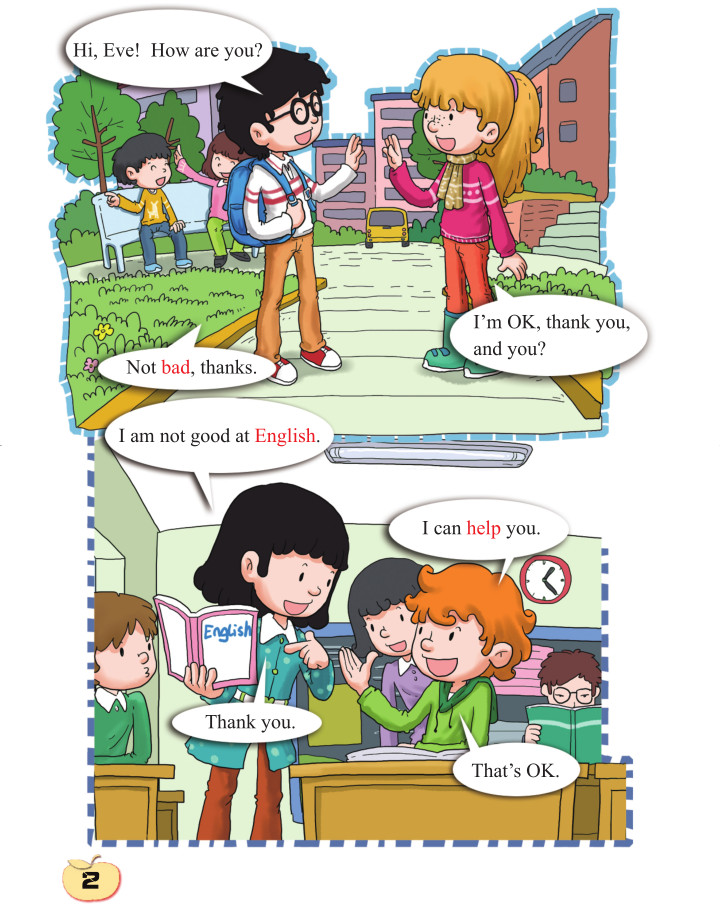 Hi, Eve! How are you?
I'm OK, thank you,
and you?
Not bad, thanks.
I am not good at English.
I can help you.
English
Thank you.
That's OK.
2